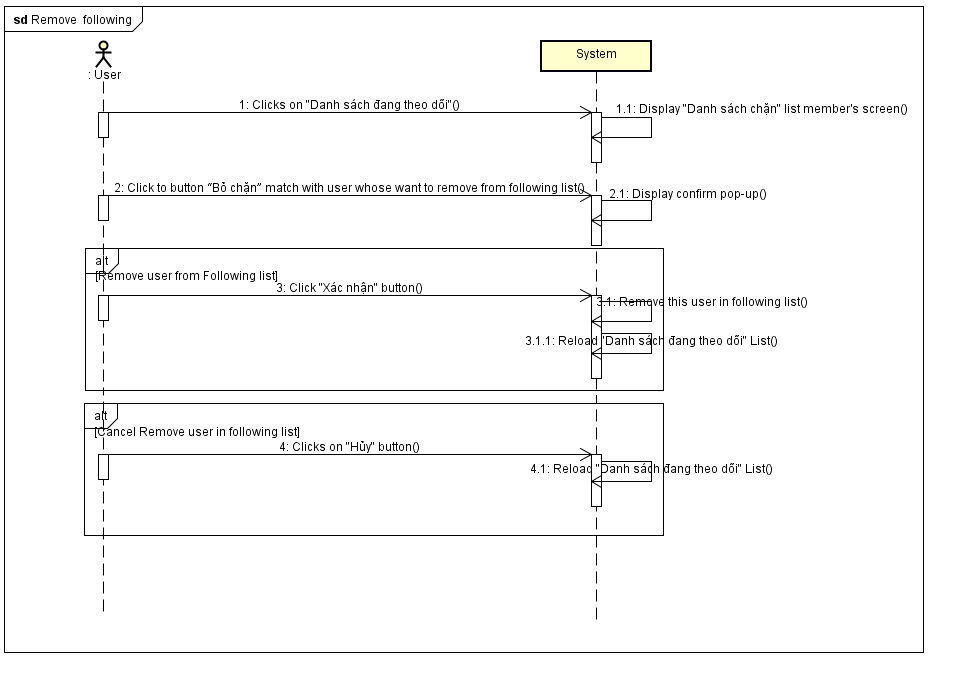 sd Remove following
: User
System
1: Clicks on "Danh sách đang theo dõi"()
1.1: Display "Danh sách chặn" list member's screen()
2: Click to button “Bỏ chặn” match with user whose want to remove from following list()
2.1: Display confirm pop-up()
alt
[Remove user from Following list]
3: Click "Xác nhận" button()
3.1: Remove this user in following list()
3.1.1: Reload "Danh sách đang theo dõi" List()
alt
[Cancel Remove user in following list]
4: Clicks on "Hủy" button()
4.1: Reload "Danh sách đang theo dõi" List()